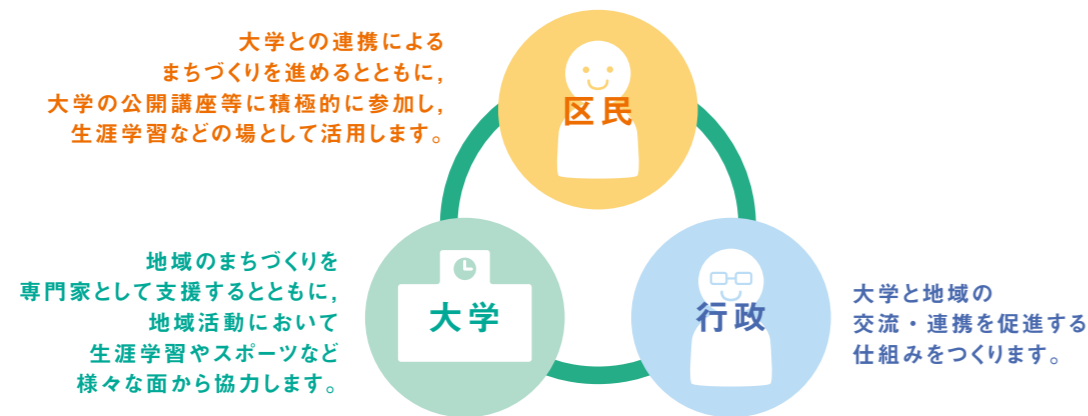 大学との連携による
まちづくりを進めるとともに，
大学の公開講座等に積極的に参加し，
生涯学習などの場として活用します。
区民
地域のまちづくりを
専門家として支援するとともに，
地域活動において
生涯学習やスポーツなど
様々な面から協力します。
大学
行政
大学と地域の
交流・連携を促進する
仕組みをつくります。